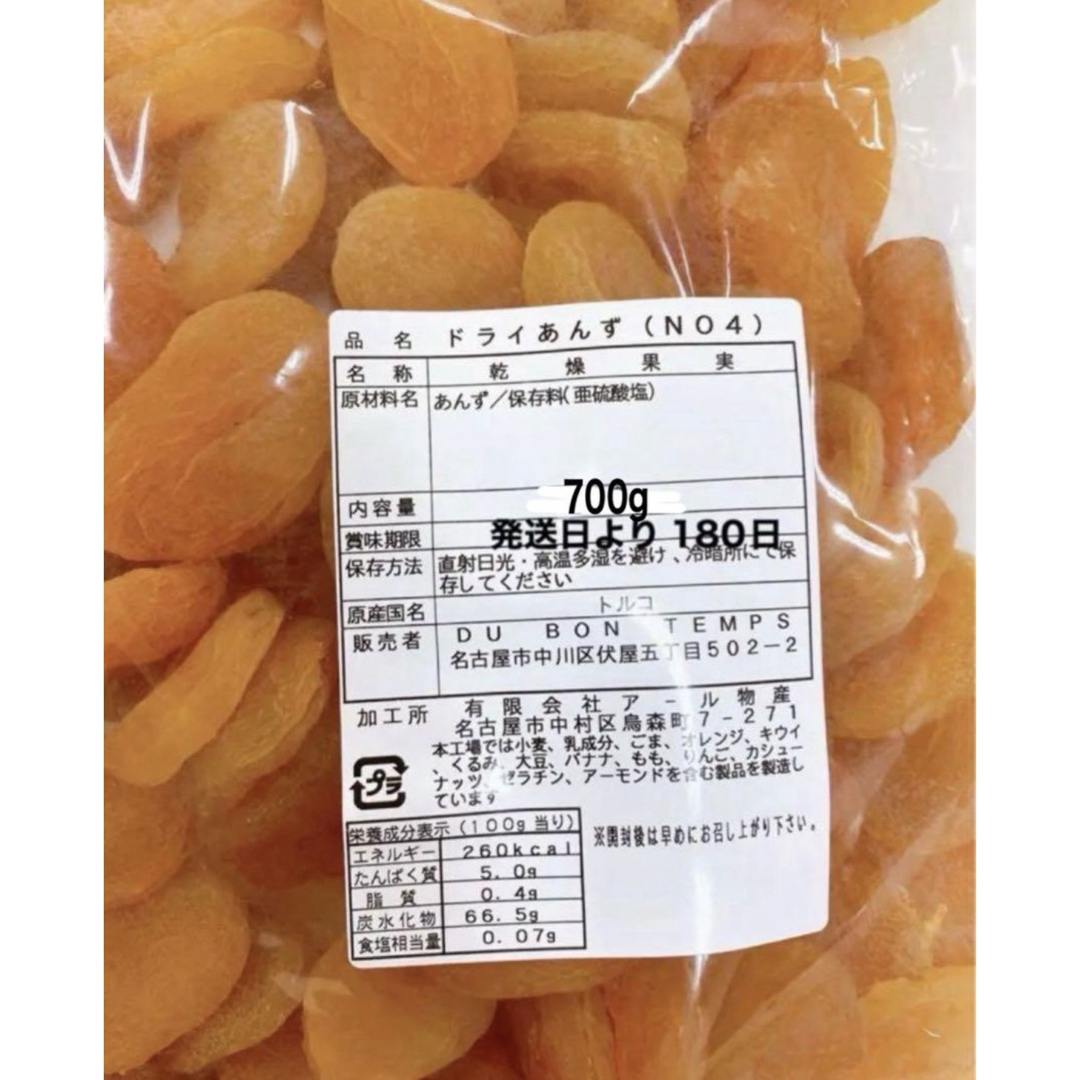 品名 ドライあんず(NO4)
名称 乾燥果実
原材料名 あんず/保存料(亜硫酸塩)
内容量 700g
賞味期限 発送日より 180日
保存方法 直射日光・高温多湿を避け、冷暗所にて保
存してください
原産国名 トルコ
販売者 DU BON TEMPS
名古屋市中川区伏屋五丁目502-2
加工所 有限会社アール物産
名古屋市中村区烏森町7-271
本工場では小麦、乳成分、ごま、オレンジ、キウイ
、くるみ、大豆、バナナ、もも、りんご、カシュー
ナッツ、ゼラチン、アーモンドを含む製品を製造し
ています
プラ
栄養成分表示(100g当り)
エネルギー 260kcal
たんぱく質 5.0g
脂質 0.4g
炭水化物 66.5g
食塩相当量 0.07g
※開封後は早めにお召し上がり下さい。